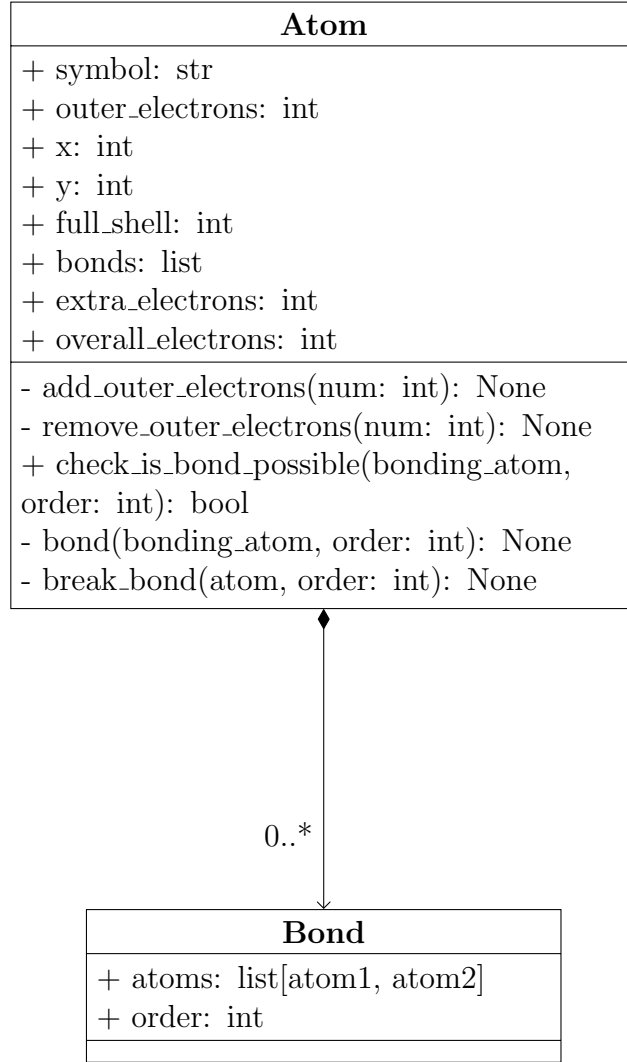 Atom
+ symbol: str
+ outer_electrons: int
+ x: int
+ y: int
+ full_shell: int
+ bonds: list
+ extra_electrons: int
+ overall_electrons: int
- add_outer_electrons(num: int): None
- remove_outer_electrons(num: int): None
+ check_is_bond_possible(bonding_atom,
order: int): bool
- bond(bonding_atom, order: int): None
- break_bond(atom, order: int): None
0..*
Bond
+ atoms: list[atom1, atom2]
+ order: int